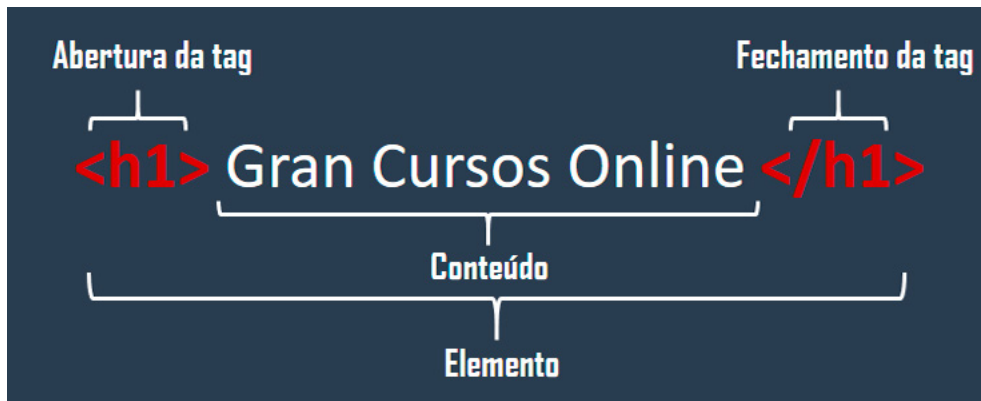 Abertura da tag
Fechamento da tag
<h1> Gran Cursos Online </h1>
Conteúdo
Elemento